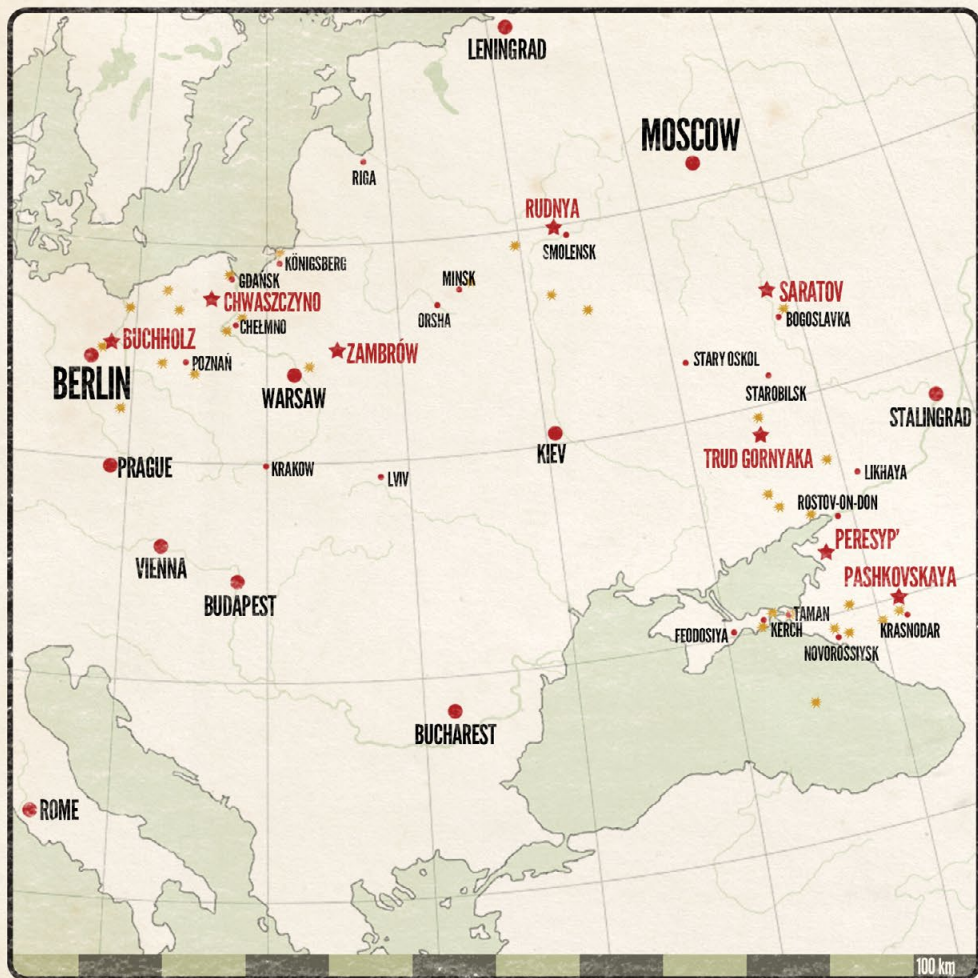 LENINGRAD
MOSCOW
RIGA
RUDNYA
SMOLENSK
KÖNIGSBERG
GDAŃSK
MINSK
SARATOV
CHWASZCZYNO
ORSHA
BOGOSLAVKA
CHEŁMNO
BUCHHOLZ
ZAMBRÓW
POZNAŃ
STARY OSKOL
BERLIN
WARSAW
STAROBILSK
STALINGRAD
KIEV
TRUD GORNYAKA
PRAGUE
KRAKOW
LVIV
LIKHAYA
ROSTOV-ON-DON
PERESYP'
VIENNA
PASHKOVSKAYA
BUDAPEST
TAMAN
FEODOSIYA
KERCH
KRASNODAR
NOVOROSSIYSK
BUCHAREST
ROME
100 km